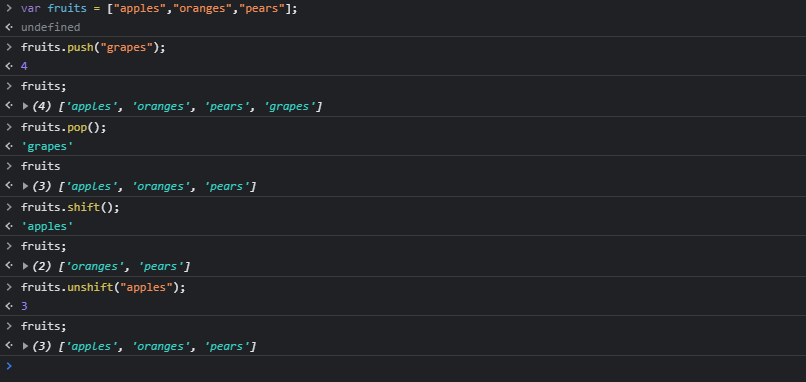 > var fruits = ["apples","oranges","pears"];
undefined
> fruits.push("grapes");
4
> fruits;
(4) ['apples', 'oranges', 'pears', 'grapes']
> fruits.pop();
'grapes'
> fruits
(3) ['apples', 'oranges', 'pears']
> fruits.shift();
'apples'
> fruits;
(2) ['oranges', 'pears']
> fruits.unshift("apples");
3
> fruits;
(3) ['apples', 'oranges', 'pears']
>